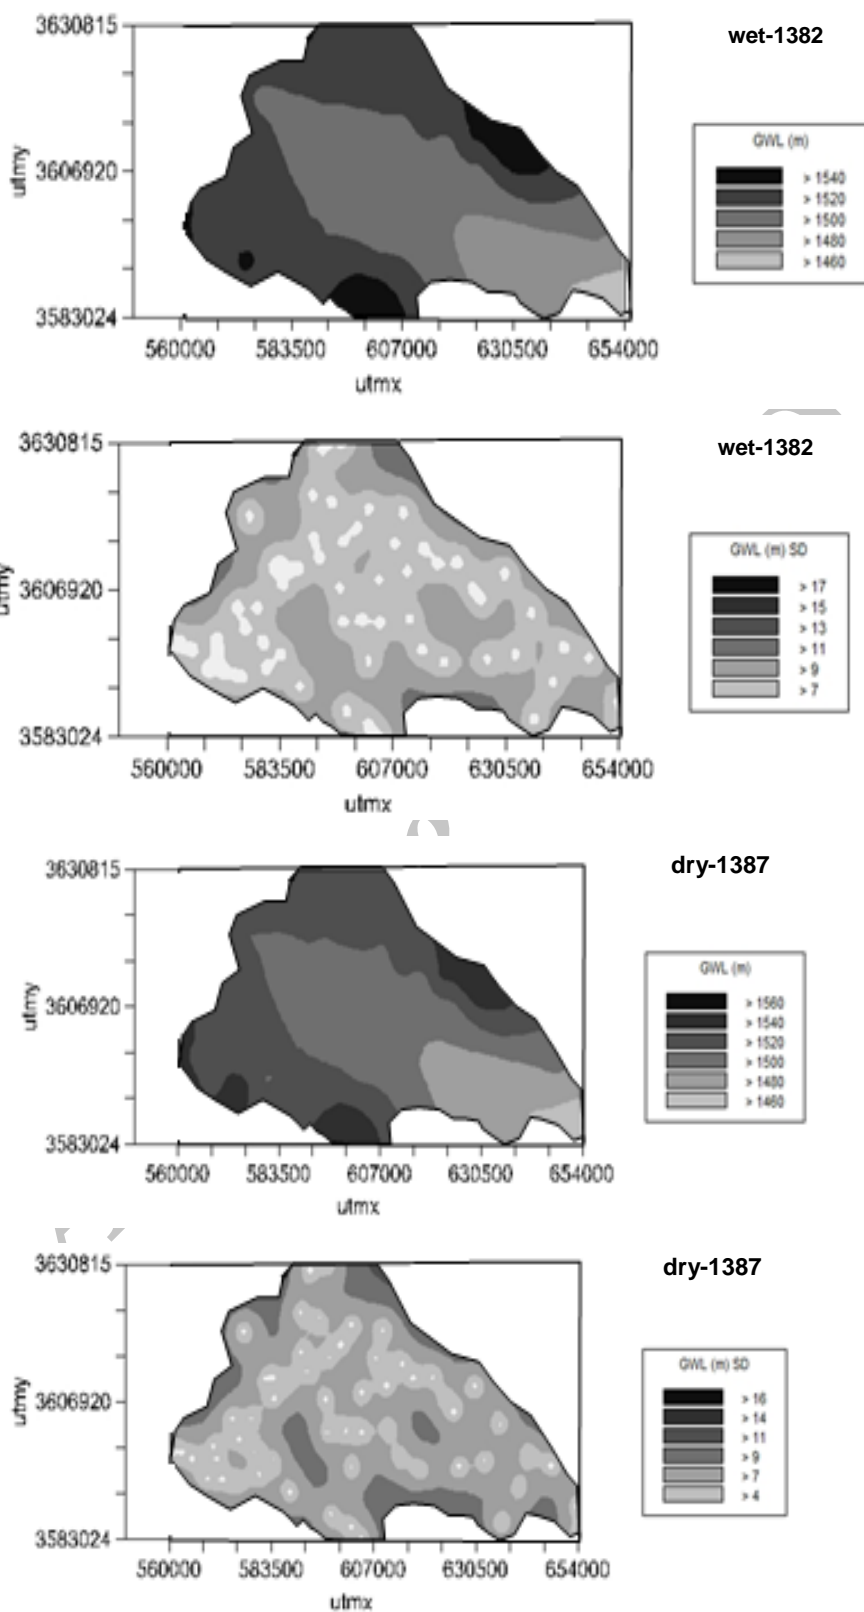 wet-1382
3630815
3606920
3583024
utmy
560000 583500 607000 630500 654000
utmx
GWL (m)
> 1540
> 1520
> 1500
> 1480
> 1460
wet-1382
3630815
3606920
3583024
utmy
560000 583500 607000 630500 654000
utmx
GWL (m) SD
> 17
> 15
> 13
> 11
> 9
> 7
dry-1387
3630815
3606920
3583024
utmy
560000 583500 607000 630500 654000
utmx
GWL (m)
> 1560
> 1540
> 1520
> 1500
> 1480
> 1460
dry-1387
3630815
3606920
3583024
utmy
560000 583500 607000 630500 654000
utmx
GWL (m) SD
> 16
> 14
> 11
> 9
> 7
> 4